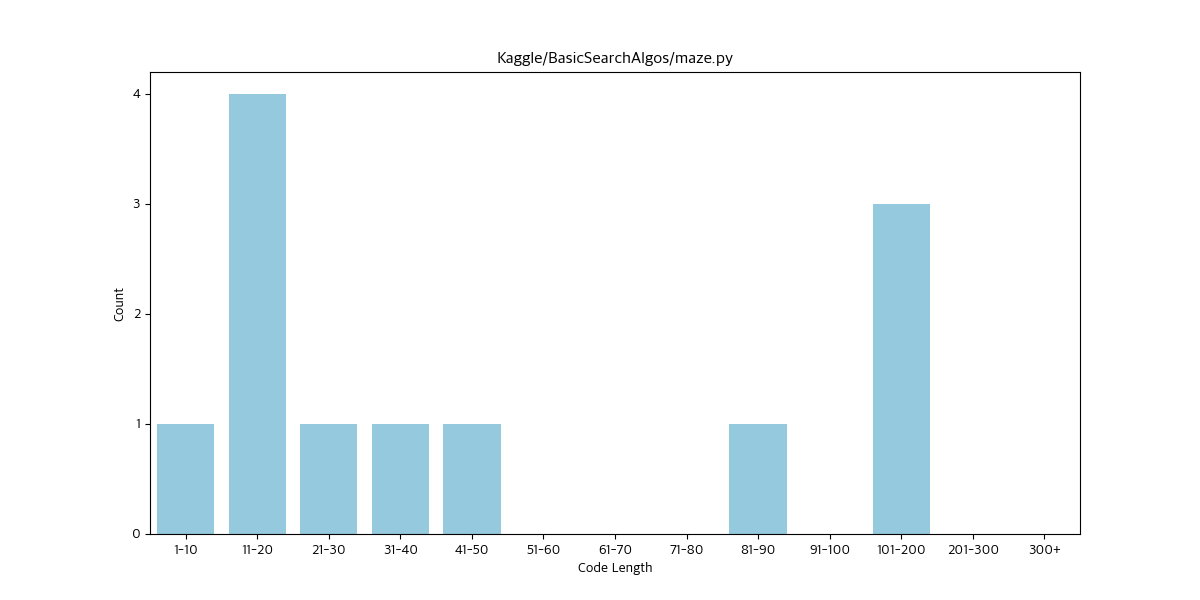 Kaggle/BasicSearchAlgos/maze.py
4
3
2
1
0
Count
1-10 11-20 21-30 31-40 41-50 51-60 61-70 71-80 81-90 91-100 101-200 201-300 300+
Code Length